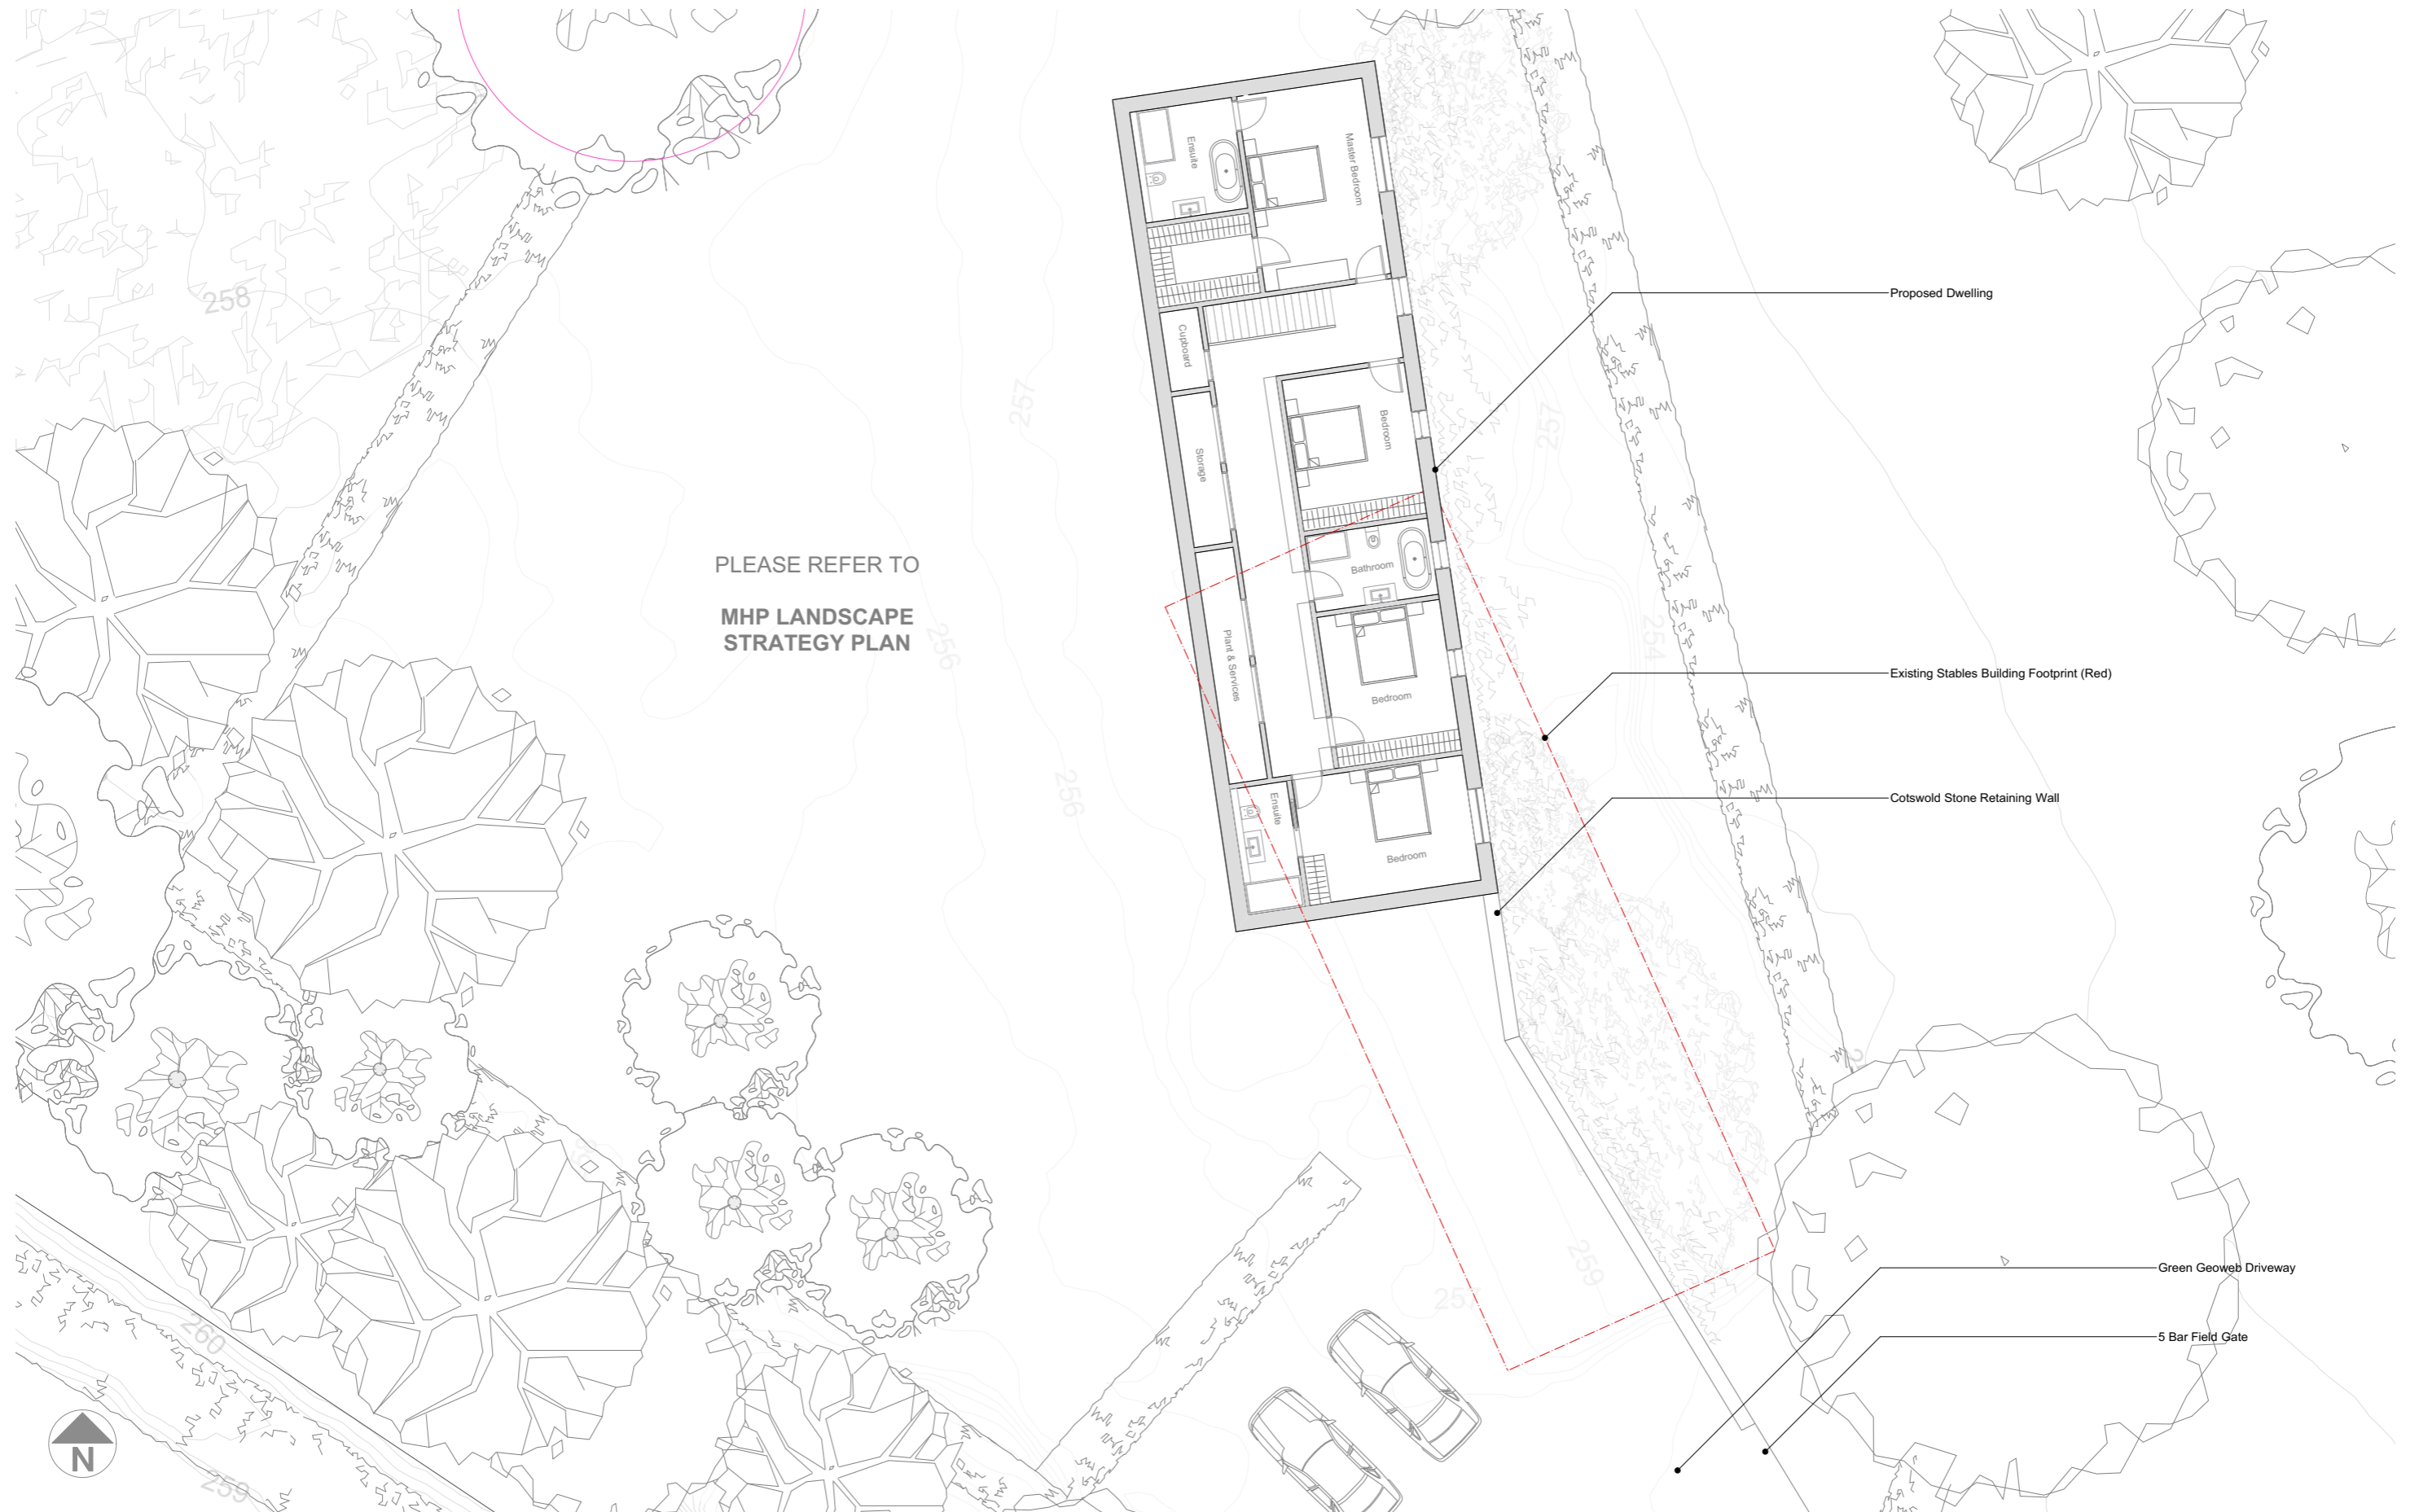 Ensuite
Master Bedroom
258
Proposed Dwelling
Cupboard
257
257
Bedroom
Storage
PLEASE REFER TO
MHP LANDSCAPE
STRATEGY PLAN
Bathroom
256
254
Plant & Services
Existing Stables Building Footprint (Red)
Bedroom
256
Cotswold Stone Retaining Wall
Ensuite
Bedroom
259
257
Green Geoweb Driveway
260
5 Bar Field Gate
N
259